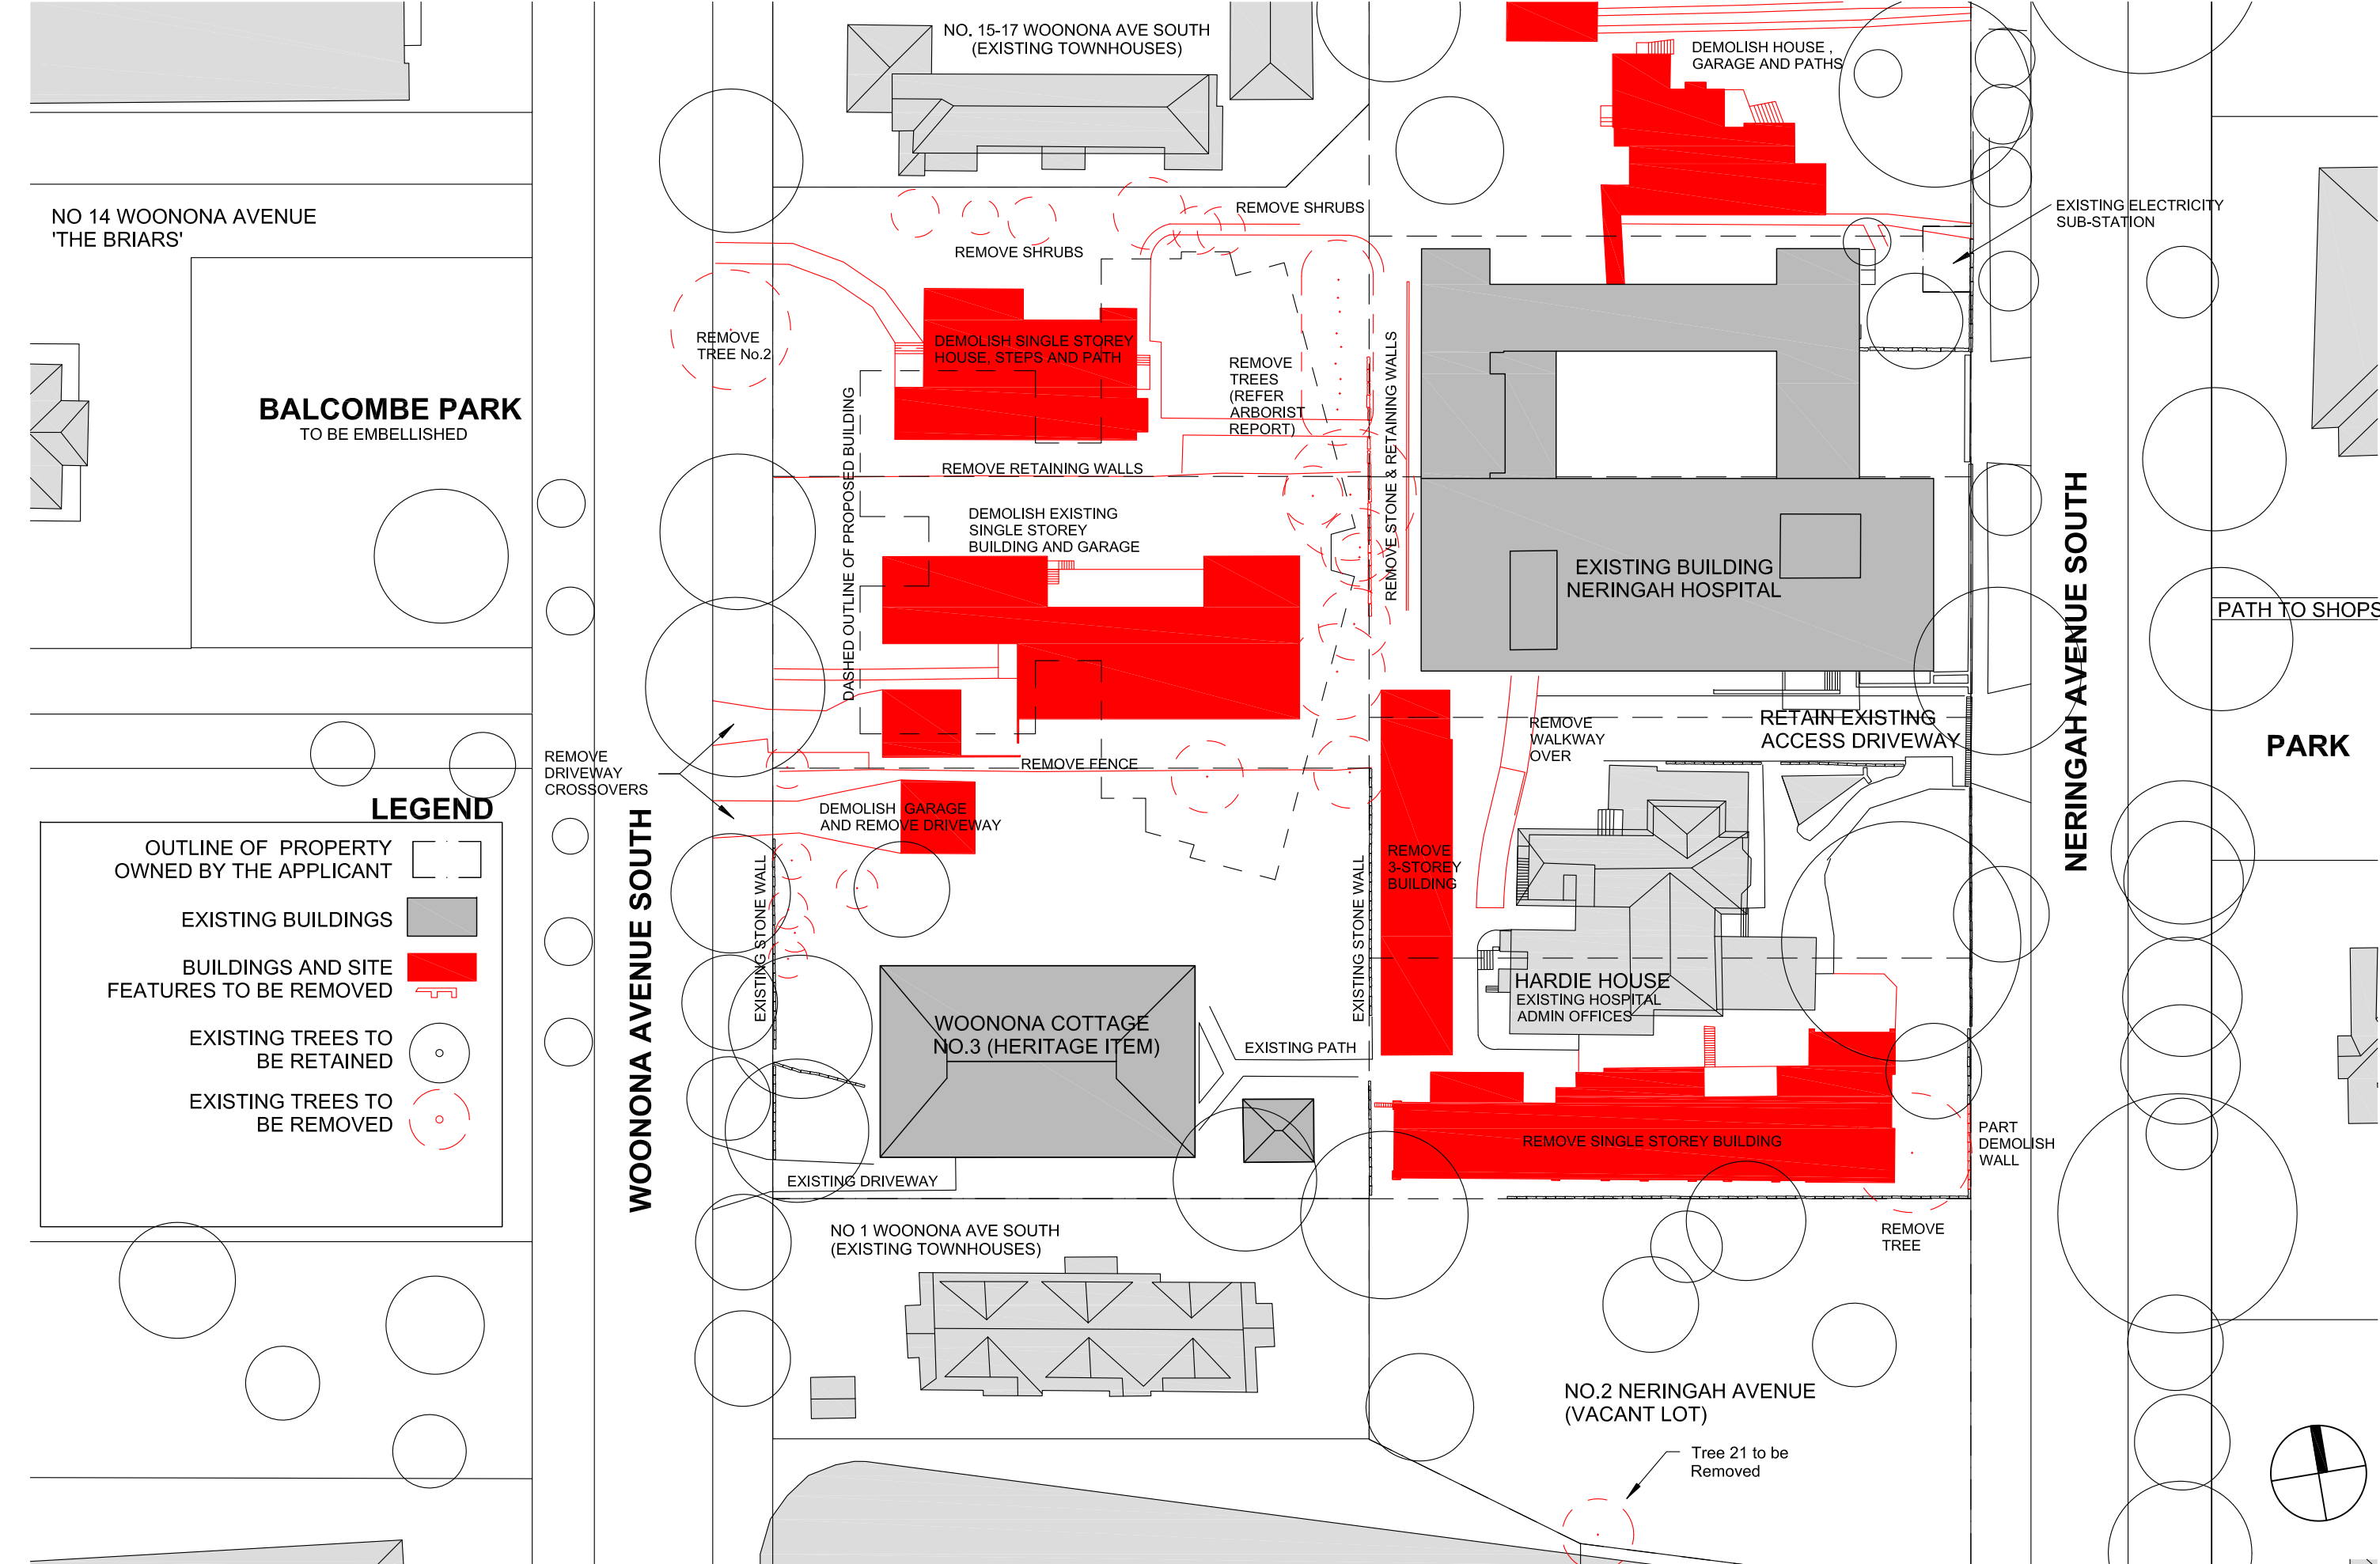 NO. 15-17 WOONONA AVE SOUTH
(EXISTING TOWNHOUSES)
DEMOLISH HOUSE ,
GARAGE AND PATHS
NO 14 WOONONA AVENUE
'THE BRIARS'
REMOVE SHRUBS
REMOVE SHRUBS
EXISTING ELECTRICITY
SUB-STATION
REMOVE
TREE No.2
DEMOLISH SINGLE STOREY
HOUSE, STEPS AND PATH
REMOVE
TREES
(REFER
ARBORIST
REPORT)
REMOVE STONE & RETAINING WALLS
BALCOMBE PARK
TO BE EMBELLISHED
DASHED OUTLINE OF PROPOSED BUILDING
REMOVE RETAINING WALLS
DEMOLISH EXISTING
SINGLE STOREY
BUILDING AND GARAGE
EXISTING BUILDING
NERINGAH HOSPITAL
NERINGAH AVENUE SOUTH
PATH TO SHOPS
REMOVE
DRIVEWAY
CROSSOVERS
REMOVE FENCE
REMOVE
WALKWAY
OVER
RETAIN EXISTING
ACCESS DRIVEWAY
PARK
DEMOLISH GARAGE
AND REMOVE DRIVEWAY
WOONONA AVENUE SOUTH
EXISTING STONE WALL
EXISTING STONE WALL
REMOVE
3-STOREY
BUILDING
LEGEND
OUTLINE OF PROPERTY
OWNED BY THE APPLICANT
EXISTING BUILDINGS
BUILDINGS AND SITE
FEATURES TO BE REMOVED
EXISTING TREES TO
BE RETAINED
EXISTING TREES TO
BE REMOVED
HARDIE HOUSE
EXISTING HOSPITAL
ADMIN OFFICES
WOONONA COTTAGE
NO.3 (HERITAGE ITEM)
EXISTING PATH
REMOVE SINGLE STOREY BUILDING
PART
DEMOLISH
WALL
EXISTING DRIVEWAY
NO 1 WOONONA AVE SOUTH
(EXISTING TOWNHOUSES)
REMOVE
TREE
NO.2 NERINGAH AVENUE
(VACANT LOT)
Tree 21 to be
Removed